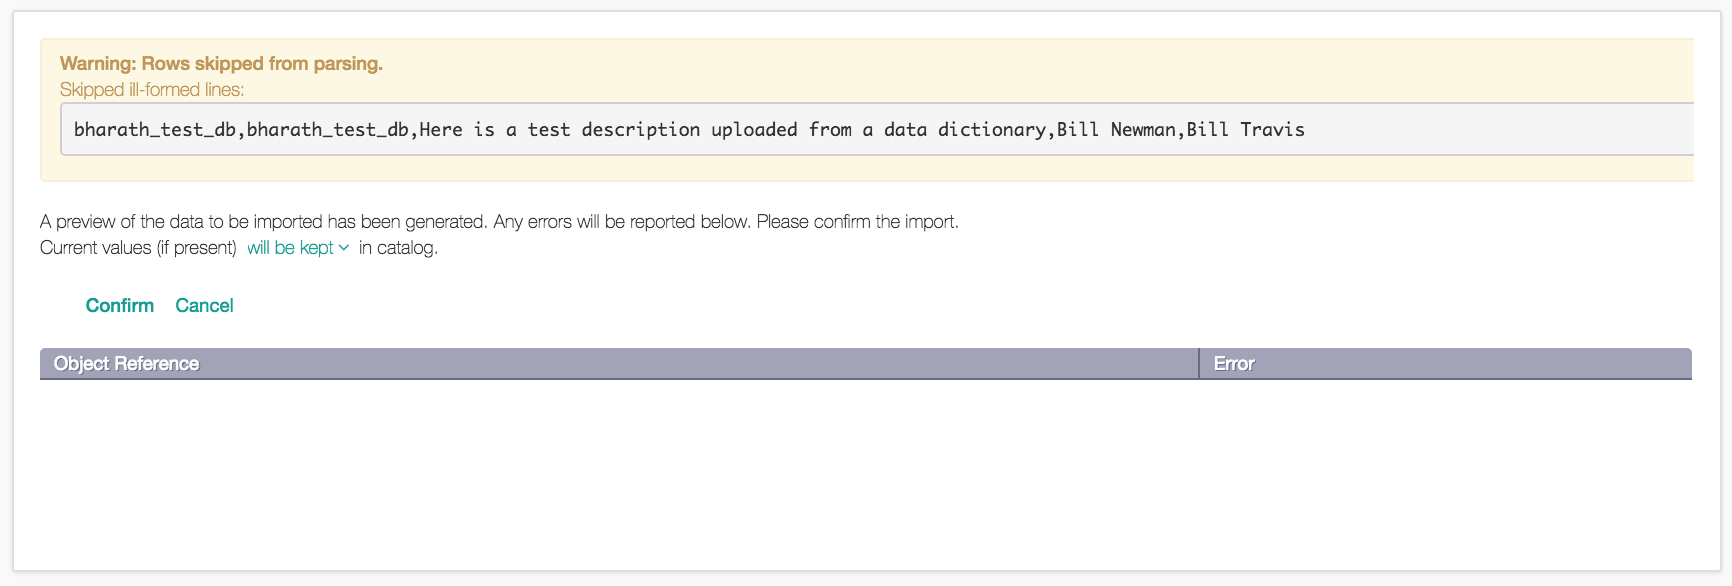 Warning: Rows skipped from parsing.
Skipped ill-formed lines:
bharath_test_db,bharath_test_db,Here is a test description uploaded from a data dictionary,Bill Newman,Bill Travis
A preview of the data to be imported has been generated. Any errors will be reported below. Please confirm the import.
Current values (if present) will be kept in catalog.
Confirm Cancel
Object Reference Error